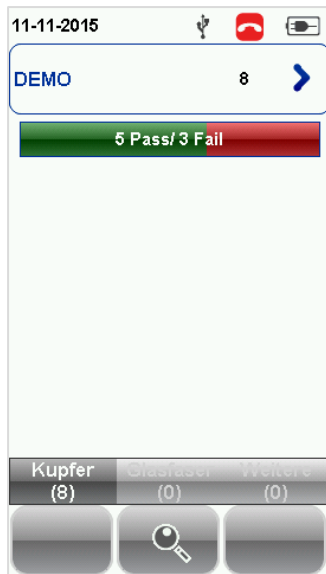 11-11-2015
DEMO 8
5 Pass/ 3 Fail
Kupfer Glasfaser Weitere
(8) (0) (0)